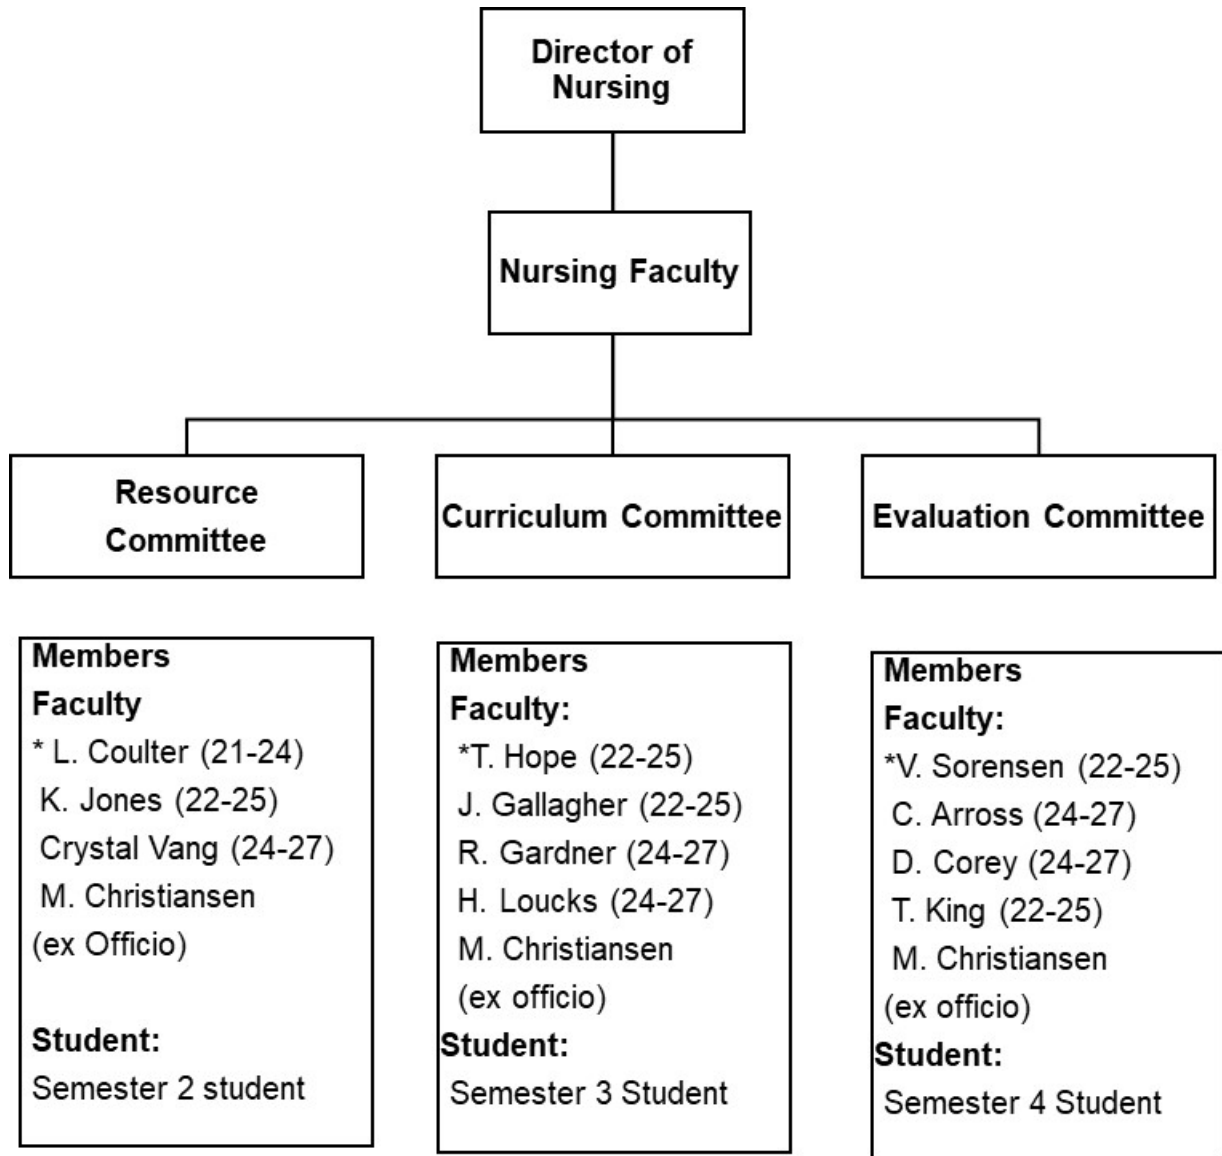 Director of
Nursing
Nursing Faculty
Resource
Committee
Curriculum Committee
Evaluation Committee
Members
Faculty
* L. Coulter (21-24)
K. Jones (22-25)
Crystal Vang (24-27)
M. Christiansen
(ex Officio)
Student:
Semester 2 student
Members
Faculty:
*T. Hope (22-25)
J. Gallagher (22-25)
R. Gardner (24-27)
H. Loucks (24-27)
M. Christiansen
(ex officio)
Student:
Semester 3 Student
Members
Faculty:
*V. Sorensen (22-25)
C. Arross (24-27)
D. Corey (24-27)
T. King (22-25)
M. Christiansen
(ex officio)
Student:
Semester 4 Student